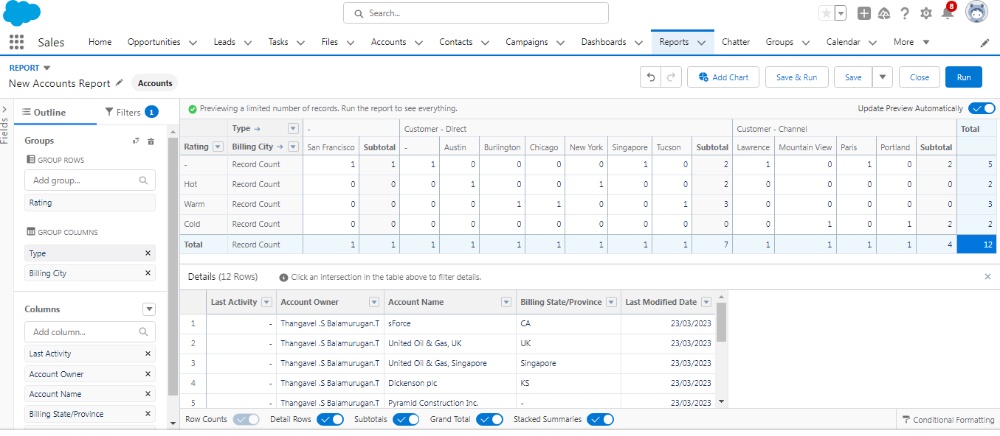 Search...
8
Sales Home Opportunities Leads Tasks Files Accounts Contacts Campaigns Dashboards Reports Chatter Groups Calendar More
REPORT
New Accounts Report Accounts
Add Chart Save & Run Save Close Run
Fields
Outline Filters 1
Previewing a limited number of records. Run the report to see everything. Update Preview Automatically
Groups
GROUP ROWS
Add group...
Rating
GROUP COLUMNS
Type
Billing City
Columns
Add column...
Last Activity
Account Owner
Account Name
Billing State/Province
Type → - Customer - Direct Customer - Channel Total
Rating Billing City → San Francisco Subtotal - Austin Burlington Chicago New York Singapore Tucson Subtotal Lawrence Mountain View Paris Portland Subtotal
- Record Count 1 1 1 0 0 0 0 1 0 2 1 0 1 0 2 5
Hot Record Count 0 0 0 1 0 0 1 0 0 2 0 0 0 0 0 2
Warm Record Count 0 0 0 0 1 1 0 0 1 3 0 0 0 0 0 3
Cold Record Count 0 0 0 0 0 0 0 0 0 0 0 1 0 1 2 2
Total Record Count 1 1 1 1 1 1 1 1 1 7 1 1 1 1 4 12
Details (12 Rows) Click an intersection in the table above to filter details.
Last Activity Account Owner Account Name Billing State/Province Last Modified Date
1 - Thangavel .S Balamurugan.T sForce CA 23/03/2023
2 - Thangavel .S Balamurugan.T United Oil & Gas, UK UK 23/03/2023
3 - Thangavel .S Balamurugan.T United Oil & Gas, Singapore Singapore 23/03/2023
4 - Thangavel .S Balamurugan.T Dickenson plc KS 23/03/2023
5 - Thangavel .S Balamurugan.T Pyramid Construction Inc. - 23/03/2023
Row Counts Detail Rows Subtotals Grand Total Stacked Summaries Conditional Formatting